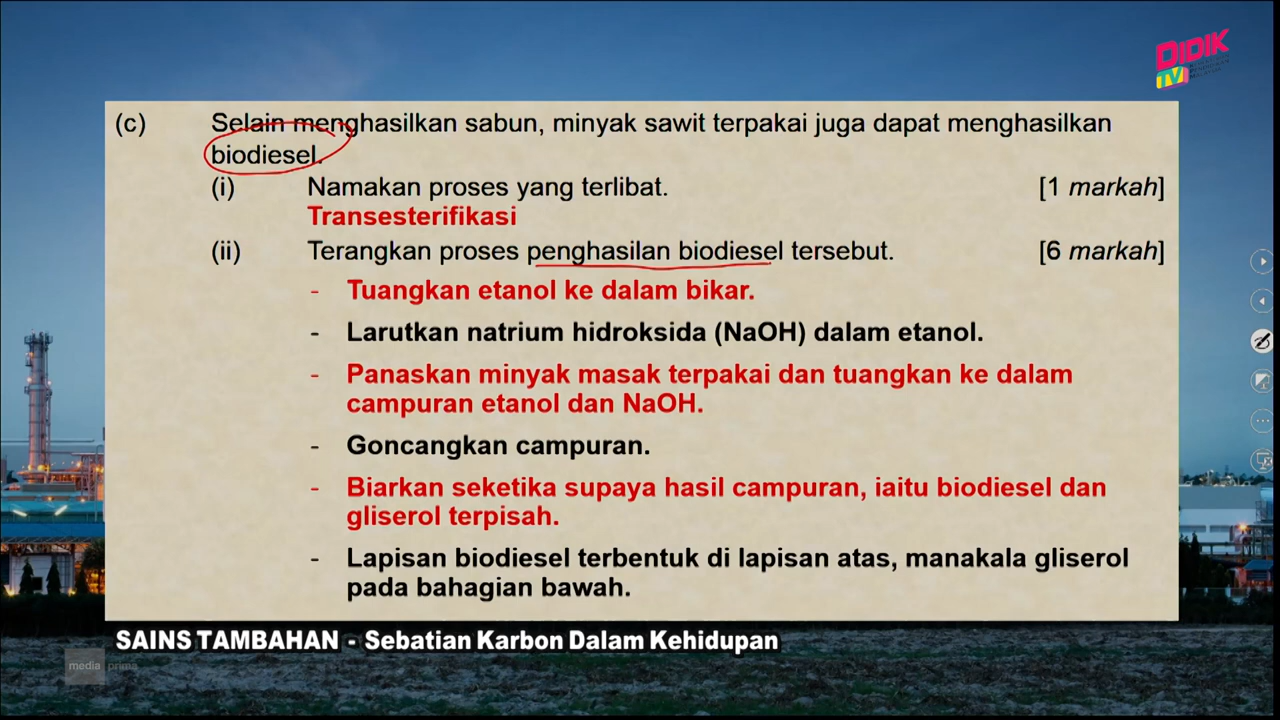 DIDIK
TV
(c) Selain menghasilkan sabun, minyak sawit terpakai juga dapat menghasilkan
biodiesel.
(i) Namakan proses yang terlibat. [1 markah]
Transesterifikasi
(ii) Terangkan proses penghasilan biodiesel tersebut. [6 markah]
- Tuangkan etanol ke dalam bikar.
- Larutkan natrium hidroksida (NaOH) dalam etanol.
- Panaskan minyak masak terpakai dan tuangkan ke dalam
campuran etanol dan NaOH.
- Goncangkan campuran.
- Biarkan seketika supaya hasil campuran, iaitu biodiesel dan
gliserol terpisah.
- Lapisan biodiesel terbentuk di lapisan atas, manakala gliserol
pada bahagian bawah.
SAINS TAMBAHAN - Sebatian Karbon Dalam Kehidupan
media prima